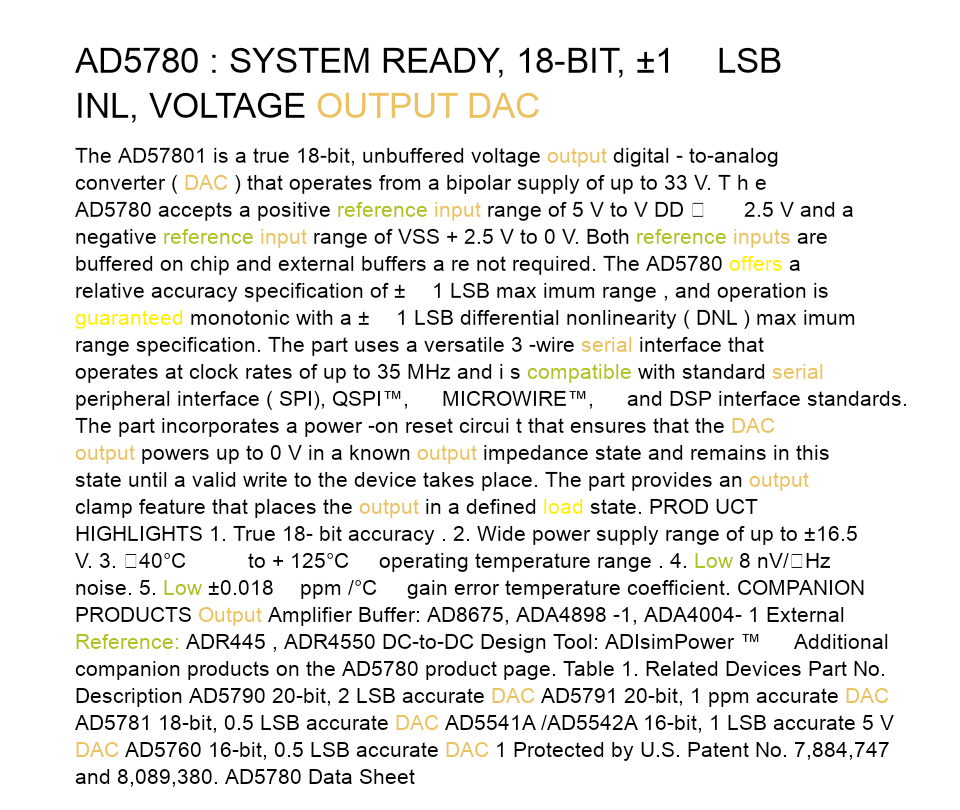 AD5780 : SYSTEM READY, 18-BIT, ±1 LSB
INL, VOLTAGE OUTPUT DAC
The AD57801 is a true 18-bit, unbuffered voltage output digital - to-analog
converter ( DAC ) that operates from a bipolar supply of up to 33 V. T h e
AD5780 accepts a positive reference input range of 5 V to V DD □ 2.5 V and a
negative reference input range of VSS + 2.5 V to 0 V. Both reference inputs are
buffered on chip and external buffers a re not required. The AD5780 offers a
relative accuracy specification of ± 1 LSB max imum range , and operation is
guaranteed monotonic with a ± 1 LSB differential nonlinearity ( DNL ) max imum
range specification. The part uses a versatile 3 -wire serial interface that
operates at clock rates of up to 35 MHz and i s compatible with standard serial
peripheral interface ( SPI), QSPI™, MICROWIRE™, and DSP interface standards.
The part incorporates a power -on reset circui t that ensures that the DAC
output powers up to 0 V in a known output impedance state and remains in this
state until a valid write to the device takes place. The part provides an output
clamp feature that places the output in a defined load state. PROD UCT
HIGHLIGHTS 1. True 18- bit accuracy . 2. Wide power supply range of up to ±16.5
V. 3. □40°C to + 125°C operating temperature range . 4. Low 8 nV/□Hz
noise. 5. Low ±0.018 ppm /°C gain error temperature coefficient. COMPANION
PRODUCTS Output Amplifier Buffer: AD8675, ADA4898 -1, ADA4004- 1 External
Reference: ADR445 , ADR4550 DC-to-DC Design Tool: ADIsimPower ™ Additional
companion products on the AD5780 product page. Table 1. Related Devices Part No.
Description AD5790 20-bit, 2 LSB accurate DAC AD5791 20-bit, 1 ppm accurate DAC
AD5781 18-bit, 0.5 LSB accurate DAC AD5541A /AD5542A 16-bit, 1 LSB accurate 5 V
DAC AD5760 16-bit, 0.5 LSB accurate DAC 1 Protected by U.S. Patent No. 7,884,747
and 8,089,380. AD5780 Data Sheet